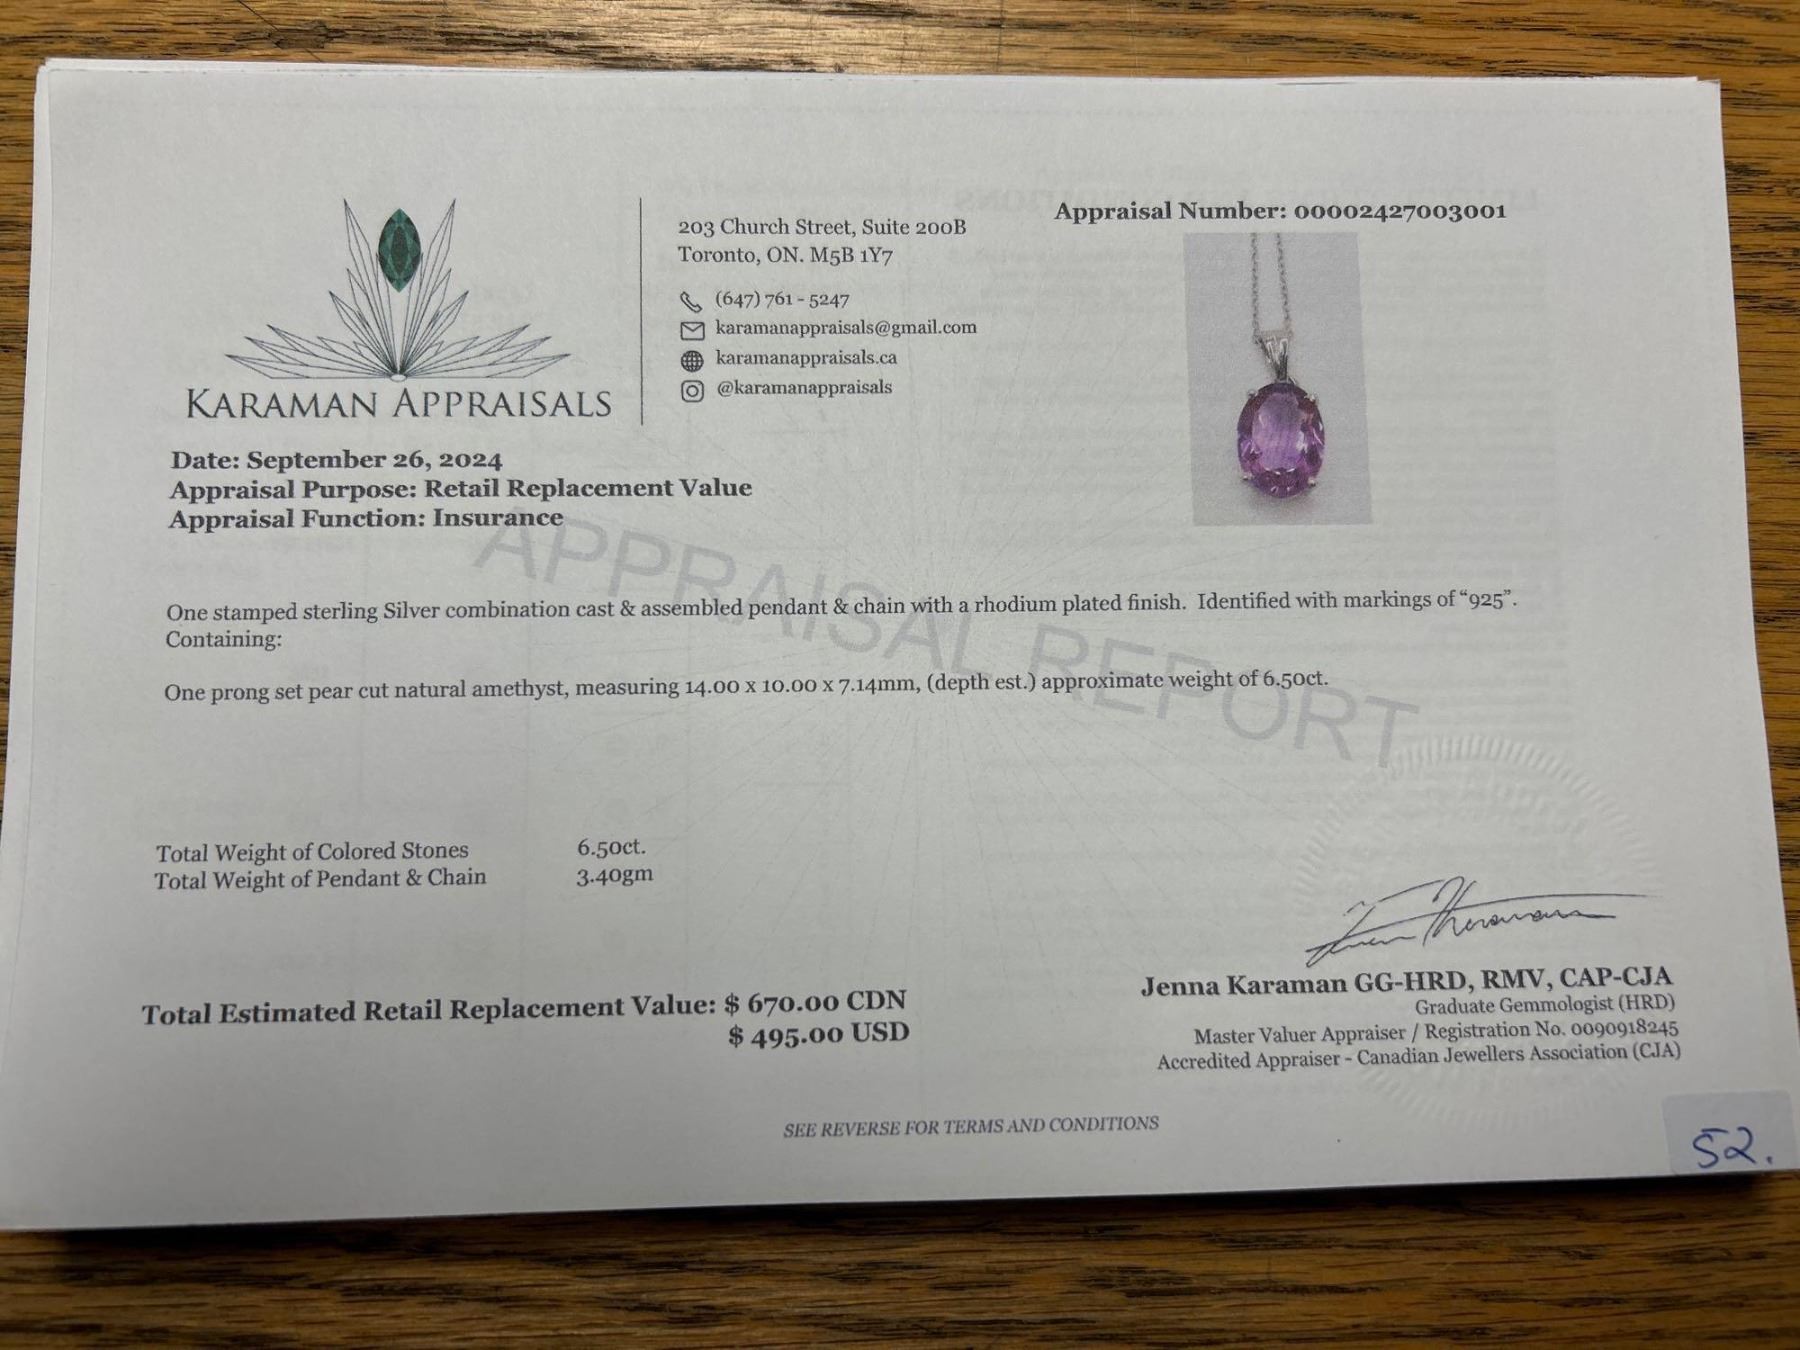 KARAMAN APPRAISALS
203 Church Street, Suite 200B
Toronto, ON. M5B 1Y7
(647) 761 - 5247
karamanappraisals@gmail.com
karamanappraisals.ca
@karamanappraisals
Appraisal Number: 00002427003001
Date: September 26, 2024
Appraisal Purpose: Retail Replacement Value
Appraisal Function: Insurance
APPRAISAL REPORT
One stamped sterling Silver combination cast & assembled pendant & chain with a rhodium plated finish. Identified with markings of “925”.
Containing:
One prong set pear cut natural amethyst, measuring 14.00 x 10.00 x 7.14mm, (depth est.) approximate weight of 6.50ct.
Total Weight of Colored Stones 6.50ct.
Total Weight of Pendant & Chain 3.40gm
Total Estimated Retail Replacement Value: $ 670.00 CDN
$ 495.00 USD
Jenna Karaman GG-HRD, RMV, CAP-CJA
Graduate Gemmologist (HRD)
Master Valuer Appraiser / Registration No. 0090918245
Accredited Appraiser - Canadian Jewellers Association (CJA)
SEE REVERSE FOR TERMS AND CONDITIONS
52.